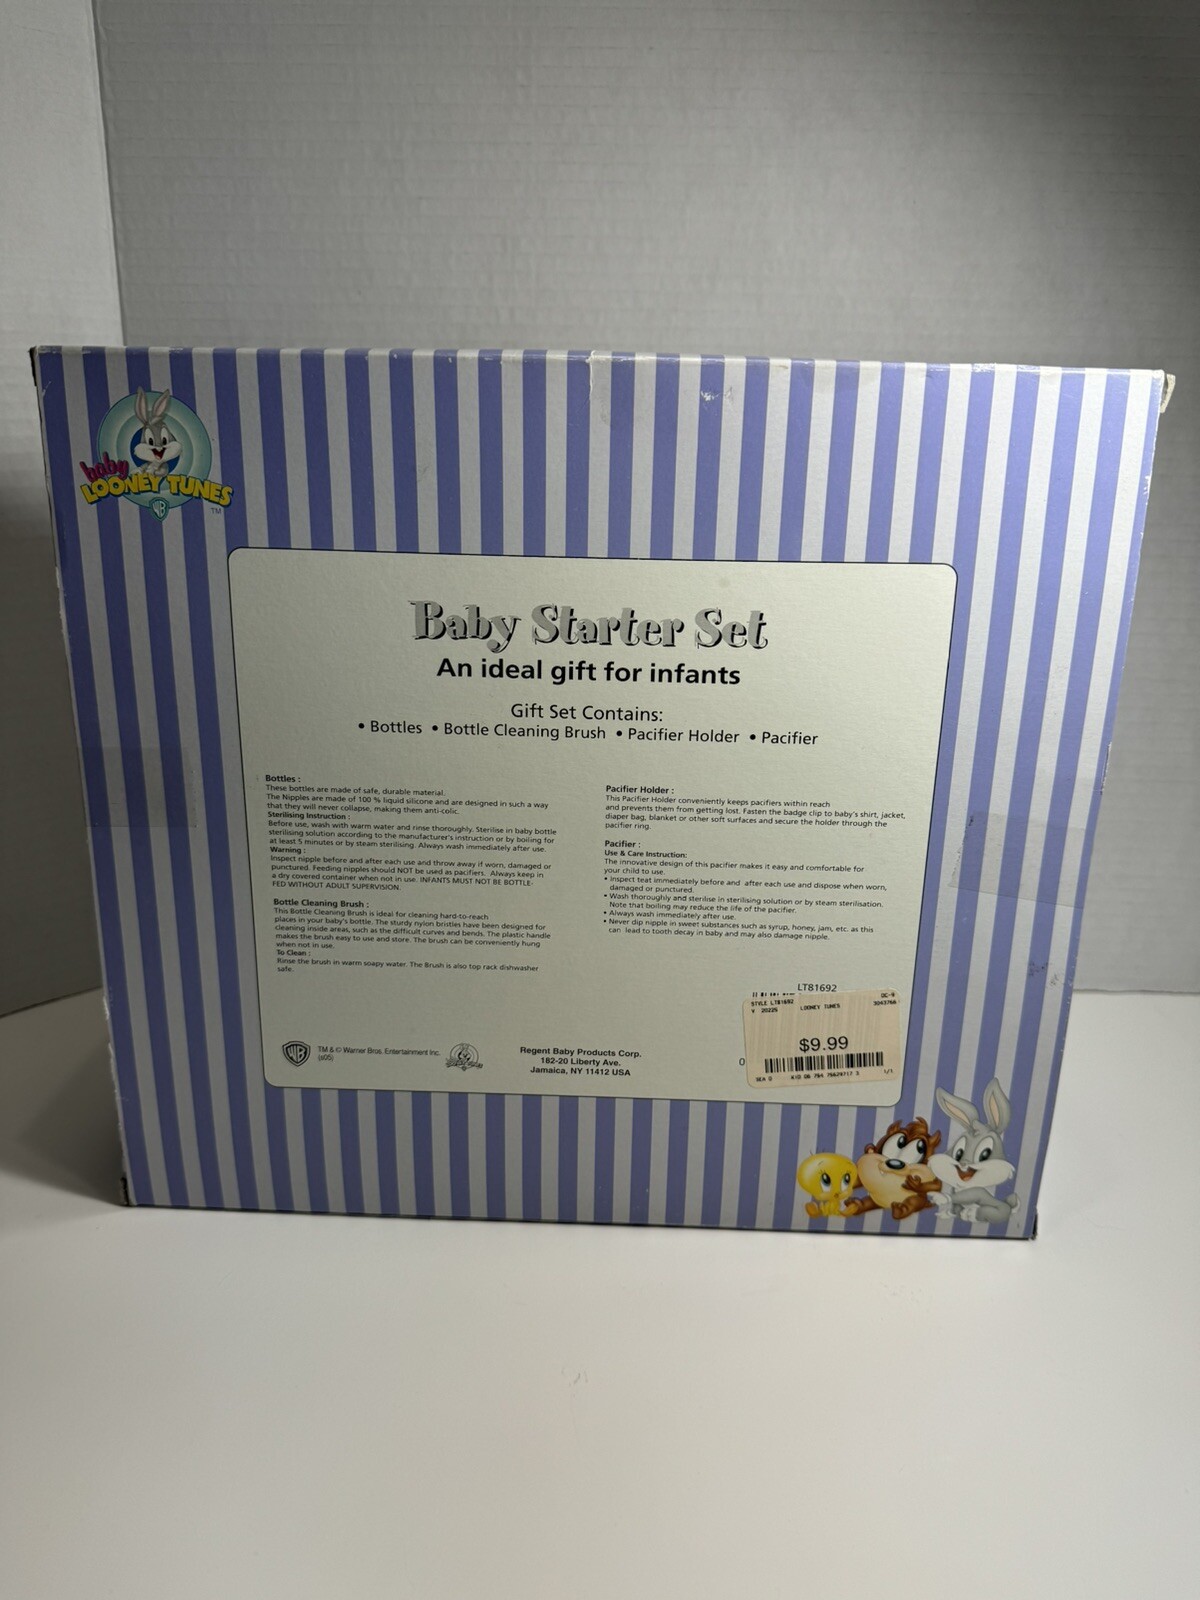 baby
LOONEY TUNES
WB
TM
Baby Starter Set
An ideal gift for infants
Gift Set Contains:
• Bottles • Bottle Cleaning Brush • Pacifier Holder • Pacifier
Bottles :
These bottles are made of safe, durable material.
The Nipples are made of 100 % liquid silicone and are designed in such a way
that they will never collapse, making them anti-colic.
Sterilising Instruction :
Before use, wash with warm water and rinse thoroughly. Sterilise in baby bottle
sterilising solution according to the manufacturer's instruction or by boiling for
at least 5 minutes or by steam sterilising. Always wash immediately after use.
Warning :
Inspect nipple before and after each use and throw away if worn, damaged or
punctured. Feeding nipples should NOT be used as pacifiers. Always keep in
a dry covered container when not in use. INFANTS MUST NOT BE BOTTLE-
FED WITHOUT ADULT SUPERVISION.
Bottle Cleaning Brush :
This Bottle Cleaning Brush is ideal for cleaning hard-to-reach
places in your baby's bottle. The sturdy nylon bristles have been designed for
cleaning inside areas, such as the difficult curves and bends. The plastic handle
makes the brush easy to use and store. The brush can be conveniently hung
when not in use.
To Clean :
Rinse the brush in warm soapy water. The Brush is also top rack dishwasher
safe.
Pacifier Holder :
This Pacifier Holder conveniently keeps pacifiers within reach
and prevents them from getting lost. Fasten the badge clip to baby's shirt, jacket,
diaper bag, blanket or other soft surfaces and secure the holder through the
pacifier ring.
Pacifier :
Use & Care Instruction:
The innovative design of this pacifier makes it easy and comfortable for
your child to use.
• Inspect teat immediately before and after each use and dispose when worn,
damaged or punctured.
• Wash thoroughly and sterilise in sterilising solution or by steam sterilisation.
Note that boiling may reduce the life of the pacifier.
• Always wash immediately after use.
• Never dip nipple in sweet substances such as syrup, honey, jam, etc. as this
can lead to tooth decay in baby and may also damage nipple.
LT81692
STYLE LT81692 DC-9
V 20225 LOONEY TUNES 3043766
$9.99
0
1/1
WB
TM & © Warner Bros. Entertainment Inc.
(s05)
Regent Baby Products Corp.
182-20 Liberty Ave.
Jamaica, NY 11412 USA